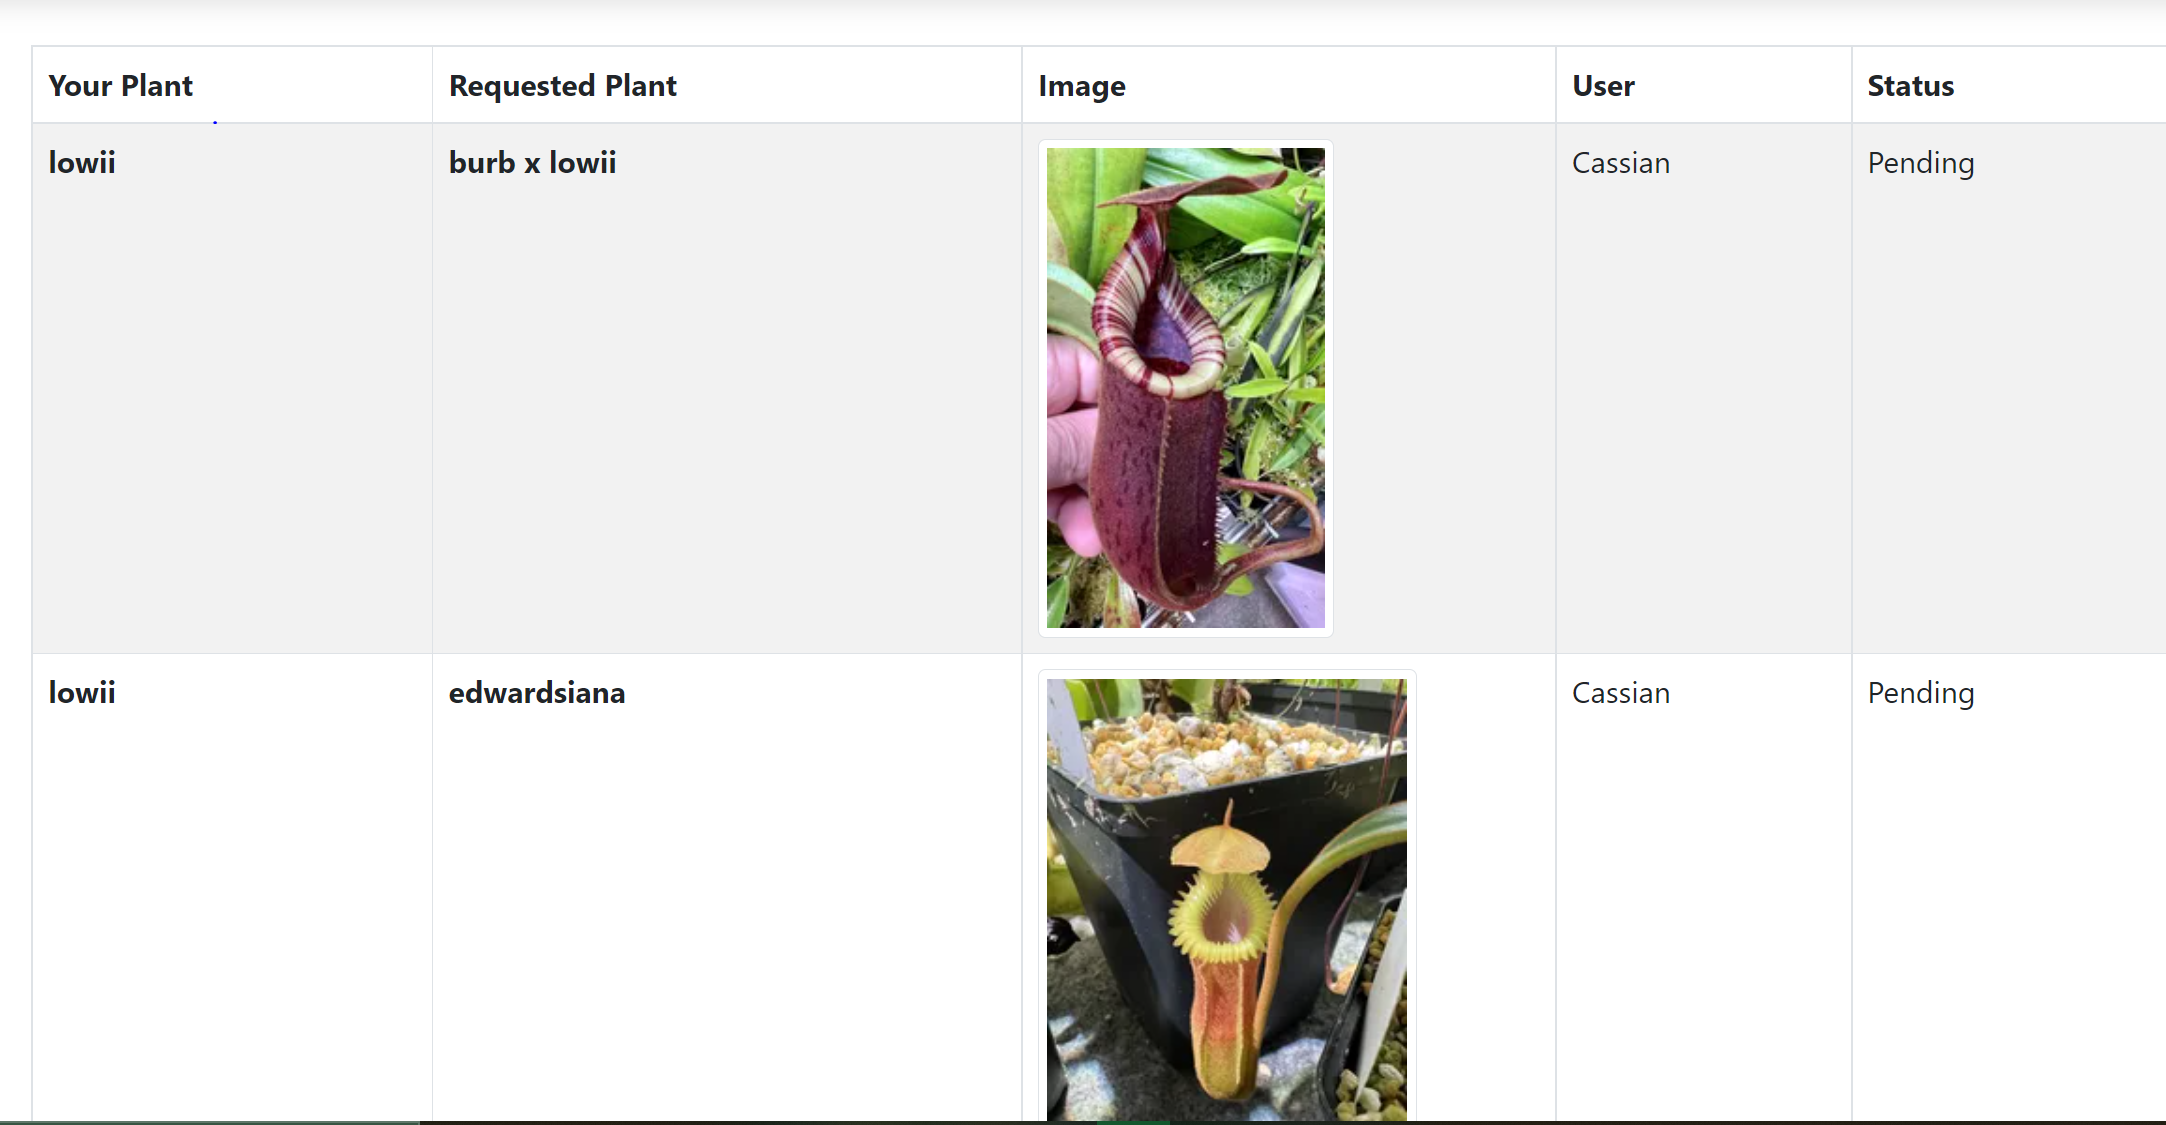 Your Plant Requested Plant Image User Status
lowii burb x lowii Cassian Pending
lowii edwardsiana Cassian Pending